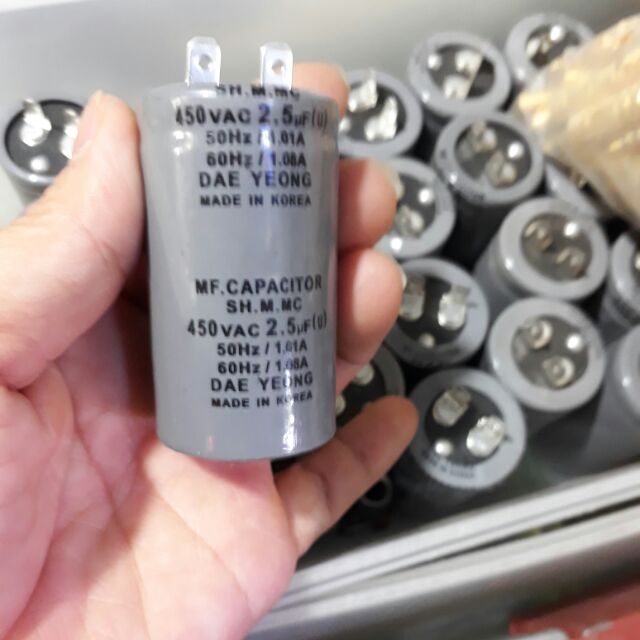 SH.M.MC
450VAC 2.5µF(u)
50Hz / 1.01A
60Hz / 1.08A
DAE YEONG
MADE IN KOREA
MF.CAPACITOR
SH.M.MC
450VAC 2.5µF(u)
50Hz / 1.01A
60Hz / 1.08A
DAE YEONG
MADE IN KOREA